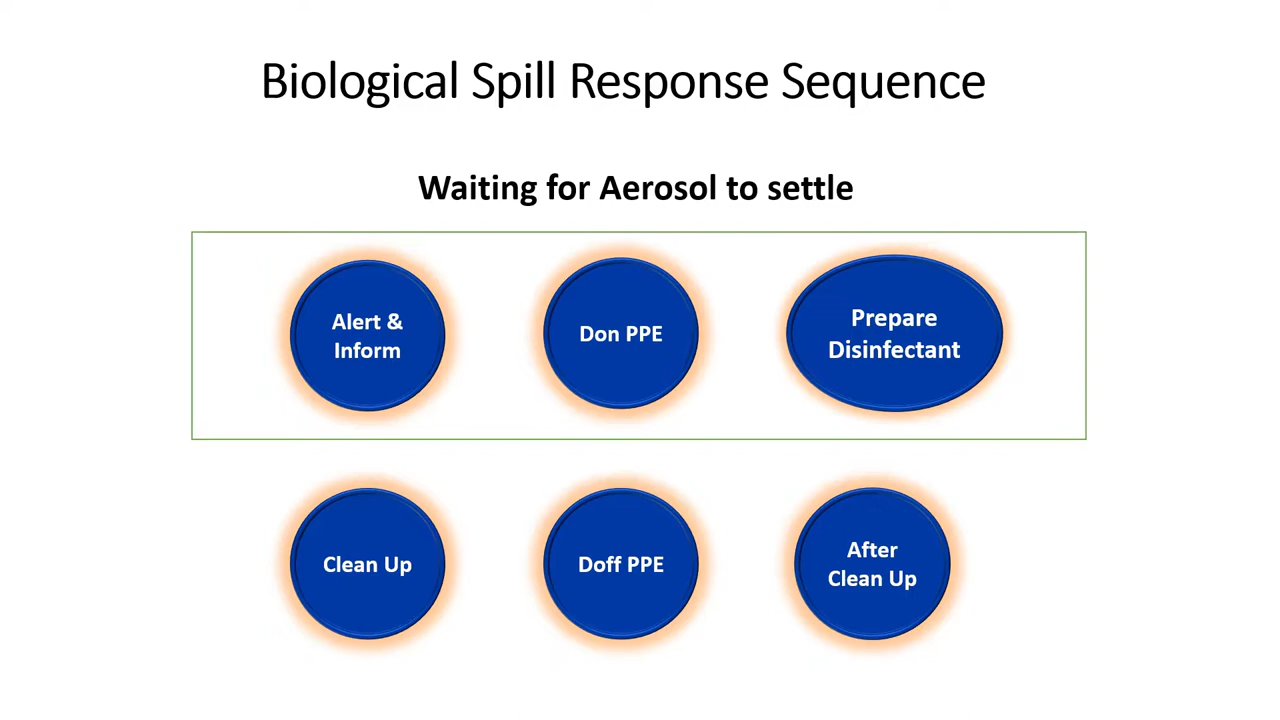 Biological Spill Response Sequence
Waiting for Aerosol to settle
Alert &
Inform
Don PPE
Prepare
Disinfectant
Clean Up
Doff PPE
After
Clean Up